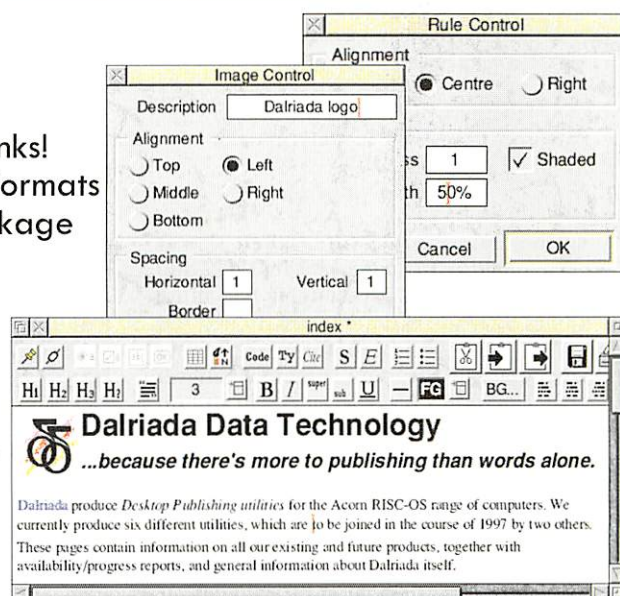 Rule Control
Alignment
Centre
Right
1
Shaded
50%
Cancel
OK
Image Control
Description
Dalriada logo
Alignment
Top
Left
Middle
Right
Bottom
Spacing
Horizontal
1
Vertical
1
Border
index *
Code
Ty
Cite
S
E
H1
H2
H3
H?
3
B
I
super
sub
U
FG
BG...
Dalriada Data Technology
...because there's more to publishing than words alone.
Dalriada produce Desktop Publishing utilities for the Acorn RISC-OS range of computers. We
currently produce six different utilities, which are to be joined in the course of 1997 by two others.
These pages contain information on all our existing and future products, together with
availability/progress reports, and general information about Dalriada itself.